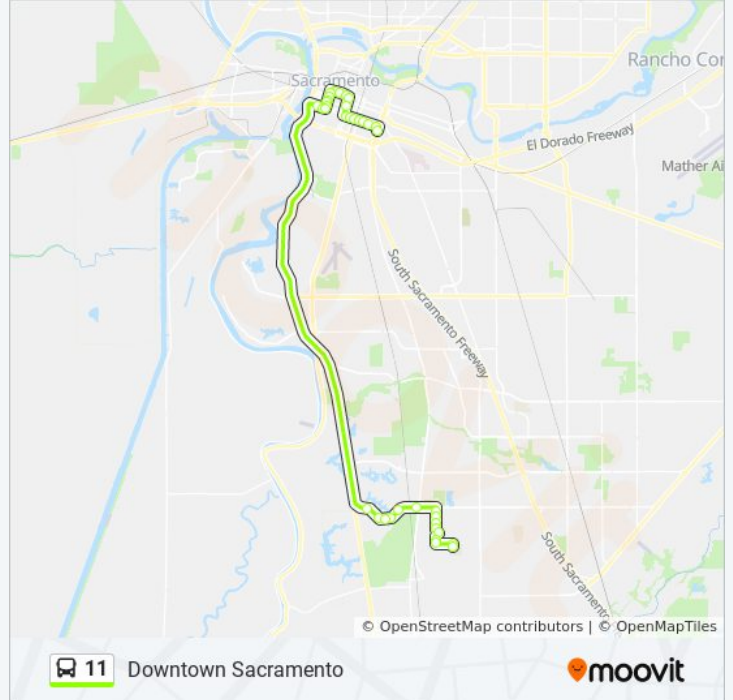 Sacramento
Rancho Cor
El Dorado Freeway
Mather Ai
South Sacramento Freeway
South Sacramento
© OpenStreetMap contributors | © OpenMapTiles
11 Downtown Sacramento
moovit